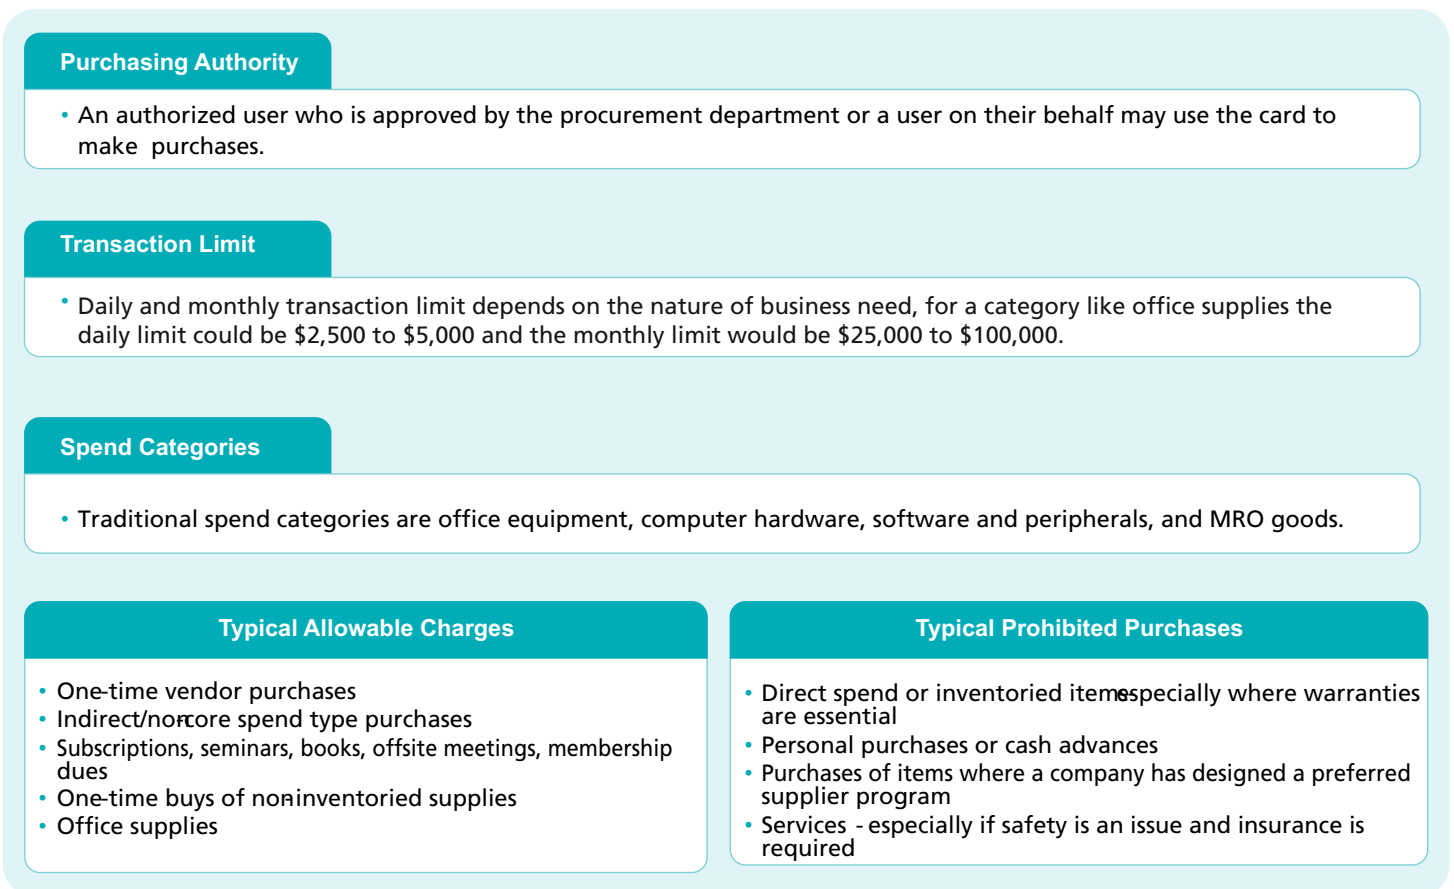 Purchasing Authority
• An authorized user who is approved by the procurement department or a user on their behalf may use the card to
make purchases.
Transaction Limit
• Daily and monthly transaction limit depends on the nature of business need, for a category like office supplies the
daily limit could be $2,500 to $5,000 and the monthly limit would be $25,000 to $100,000.
Spend Categories
• Traditional spend categories are office equipment, computer hardware, software and peripherals, and MRO goods.
Typical Allowable Charges
• One-time vendor purchases
• Indirect/non-core spend type purchases
• Subscriptions, seminars, books, offsite meetings, membership
dues
• One-time buys of non-inventoried supplies
• Office supplies
Typical Prohibited Purchases
• Direct spend or inventoried items-especially where warranties
are essential
• Personal purchases or cash advances
• Purchases of items where a company has designed a preferred
supplier program
• Services - especially if safety is an issue and insurance is
required